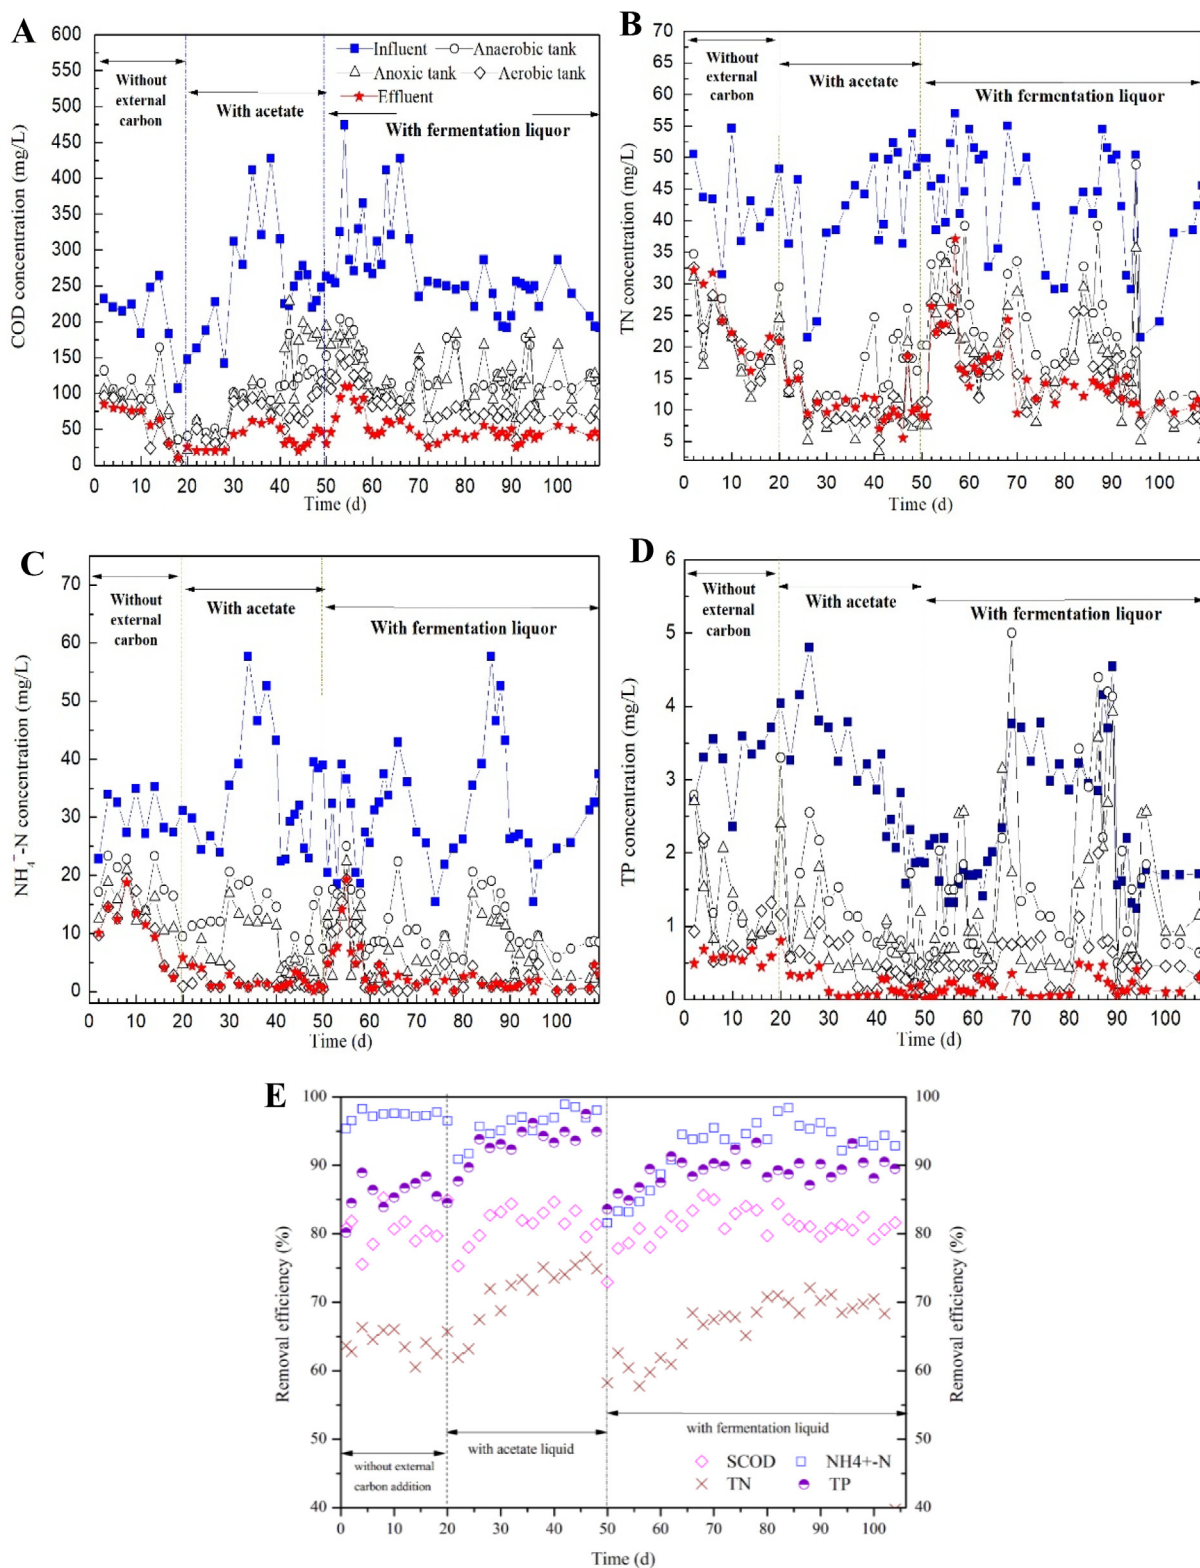 A
600
550
500
450
400
350
300
250
200
150
100
50
0
COD concentration (mg/L)
Without
external
carbon
Influent Anaerobic tank
Anoxic tank Aerobic tank
Effluent
With acetate
With fermentation liquor
0 10 20 30 40 50 60 70 80 90 100
Time (d)
B
70
65
60
55
50
45
40
35
30
25
20
15
10
5
TN concentration (mg/L)
Without
external
carbon
With acetate
With fermentation liquor
0 10 20 30 40 50 60 70 80 90 100
Time (d)
C
70
60
50
40
30
20
10
0
NH4--N concentration (mg/L)
Without
external
carbon
With acetate
With fermentation liquor
0 10 20 30 40 50 60 70 80 90 100
Time (d)
D
6
5
4
3
2
1
0
TP concentration (mg/L)
Without
external
carbon
With acetate
With fermentation liquor
0 10 20 30 40 50 60 70 80 90 100
Time (d)
E
100
90
80
70
60
50
40
Removal efficiency (%)
without external
carbon addition
with acetate liquid
with fermentation liquid
SCOD NH4+-N
TN TP
0 10 20 30 40 50 60 70 80 90 100
Time (d)
100
90
80
70
60
50
40
Removal efficiency (%)